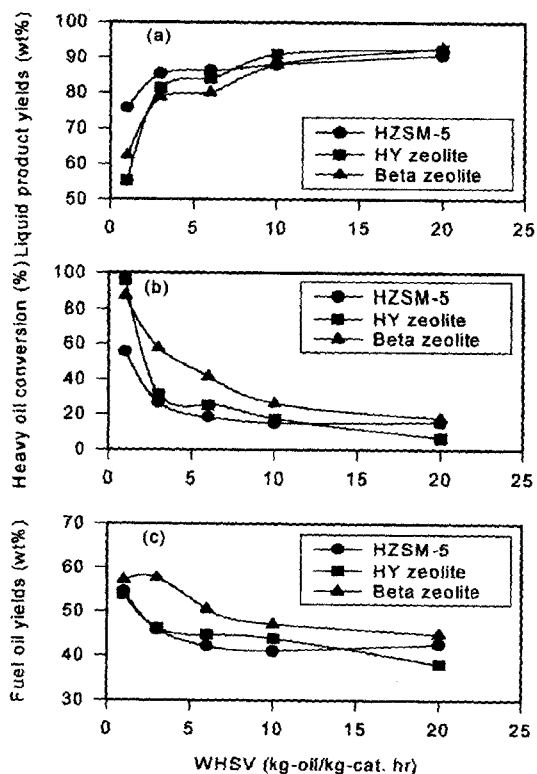 Liquid product yields (wt%)
100
90
80
70
60
50
(a)
HZSM-5
HY zeolite
Beta zeolite
0 5 10 15 20 25
Heavy oil conversion (%)
100
80
60
40
20
0
(b)
HZSM-5
HY zeolite
Beta zeolite
0 5 10 15 20 25
Fuel oil yields (wt%)
70
60
50
40
30
(c)
HZSM-5
HY zeolite
Beta zeolite
0 5 10 15 20 25
WHSV (kg-oil/kg-cat. hr)